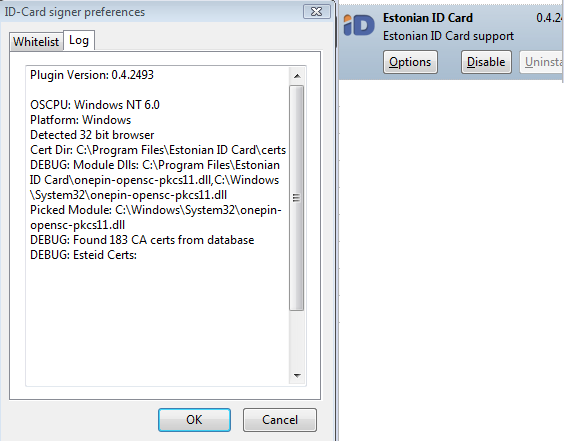 ID-Card signer preferences
Whitelist
Log
Plugin Version: 0.4.2493
OSCPU: Windows NT 6.0
Platform: Windows
Detected 32 bit browser
Cert Dir: C:\Program Files\Estonian ID Card\certs
DEBUG: Module Dlls: C:\Program Files\Estonian
ID Card\onepin-opensc-pkcs11.dll,C:\Windows
\System32\onepin-opensc-pkcs11.dll
Picked Module: C:\Windows\System32\onepin-
opensc-pkcs11.dll
DEBUG: Found 183 CA certs from database
DEBUG: Esteid Certs:
OK
Cancel
iD
Estonian ID Card 0.4.24
Estonian ID Card support
Options
Disable
Uninsta